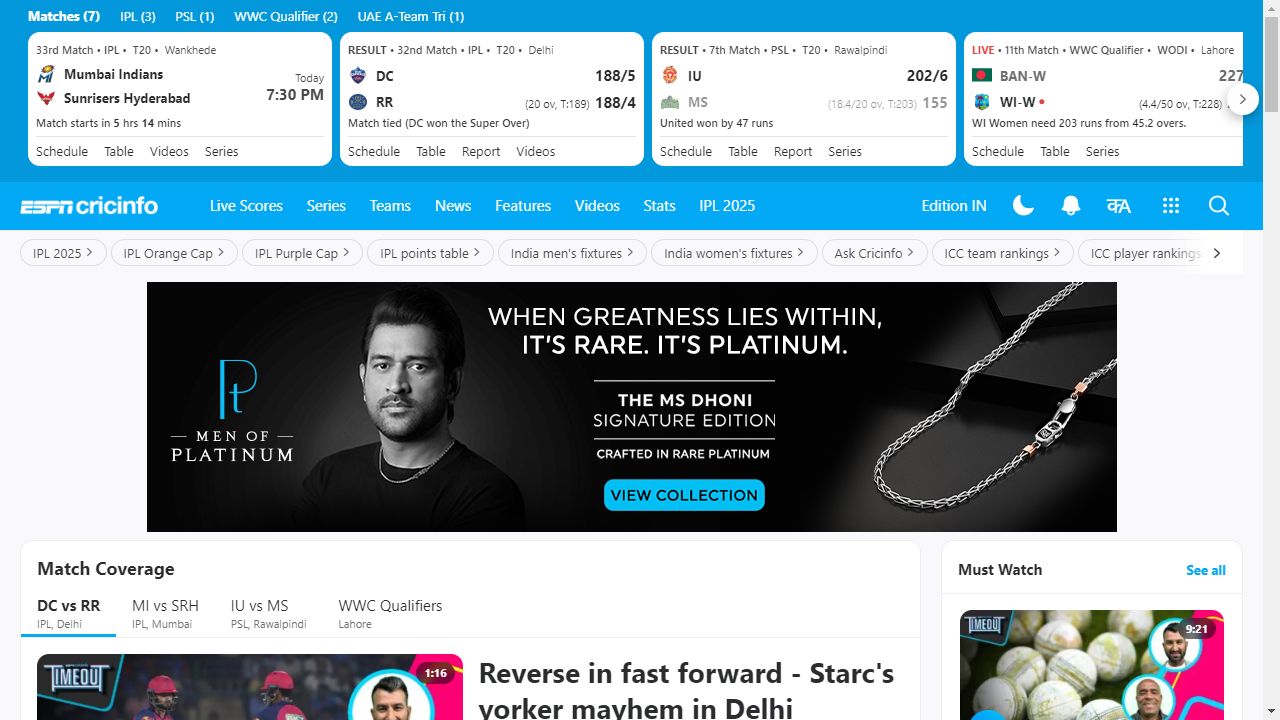 Matches (7) IPL (3) PSL (1) WWC Qualifier (2) UAE A-Team Tri (1)
33rd Match • IPL • T20 • Wankhede
Mumbai Indians
Sunrisers Hyderabad
Today
7:30 PM
Match starts in 5 hrs 14 mins
Schedule Table Videos Series
RESULT • 32nd Match • IPL • T20 • Delhi
DC 188/5
RR (20 ov, T:189) 188/4
Match tied (DC won the Super Over)
Schedule Table Report Videos
RESULT • 7th Match • PSL • T20 • Rawalpindi
IU 202/6
MS (18.4/20 ov, T:203) 155
United won by 47 runs
Schedule Table Report Series
LIVE • 11th Match • WWC Qualifier • WODI • Lahore
BAN-W 227
WI-W (4.4/50 ov, T:228)
WI Women need 203 runs from 45.2 overs.
Schedule Table Series
ESPN cricinfo Live Scores Series Teams News Features Videos Stats IPL 2025 Edition IN
IPL 2025 IPL Orange Cap IPL Purple Cap IPL points table India men's fixtures India women's fixtures Ask Cricinfo ICC team rankings ICC player rankings
WHEN GREATNESS LIES WITHIN,
IT'S RARE. IT'S PLATINUM.
Pt
MEN OF
PLATINUM
THE MS DHONI
SIGNATURE EDITION
CRAFTED IN RARE PLATINUM
VIEW COLLECTION
Match Coverage
DC vs RR MI vs SRH IU vs MS WWC Qualifiers
IPL, Delhi IPL, Mumbai PSL, Rawalpindi Lahore
TIMEOUT
1:16
Reverse in fast forward - Starc's
yorker mayhem in Delhi
Must Watch See all
TIMEOUT
9:21